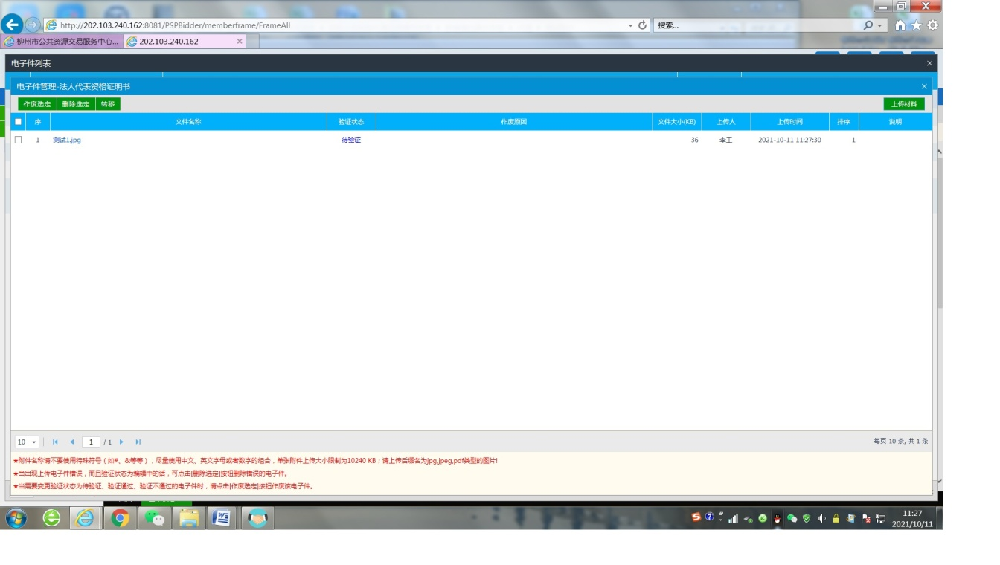 http://202.103.240.162:8081/PSPBidder/memberframe/FrameAll
搜索...
柳州市公共资源交易服务中心...
202.103.240.162
电子件列表
电子件管理-法人代表资格证明书
作废选定 删除选定 转移 上传材料
序 文件名称 验证状态 作废原因 文件大小(KB) 上传人 上传时间 排序 说明
1 测试1.jpg 待验证 36 李工 2021-10-11 11:27:30 1
10 1 / 1 每页 10 条, 共 1 条
★附件名称请不要使用特殊符号(如#、&等等),尽量使用中文、英文字母或者数字的组合,单张附件上传大小限制为10240 KB;请上传后缀名为jpg,jpeg,pdf类型的图片!
★当出现上传电子件错误,而且验证状态为编辑中的话,可点击[删除选定]按钮删除错误的电子件。
★当需要变更验证状态为待验证、验证通过、验证不通过的电子件时,请点击[作废选定]按钮作废该电子件。
11:27
2021/10/11